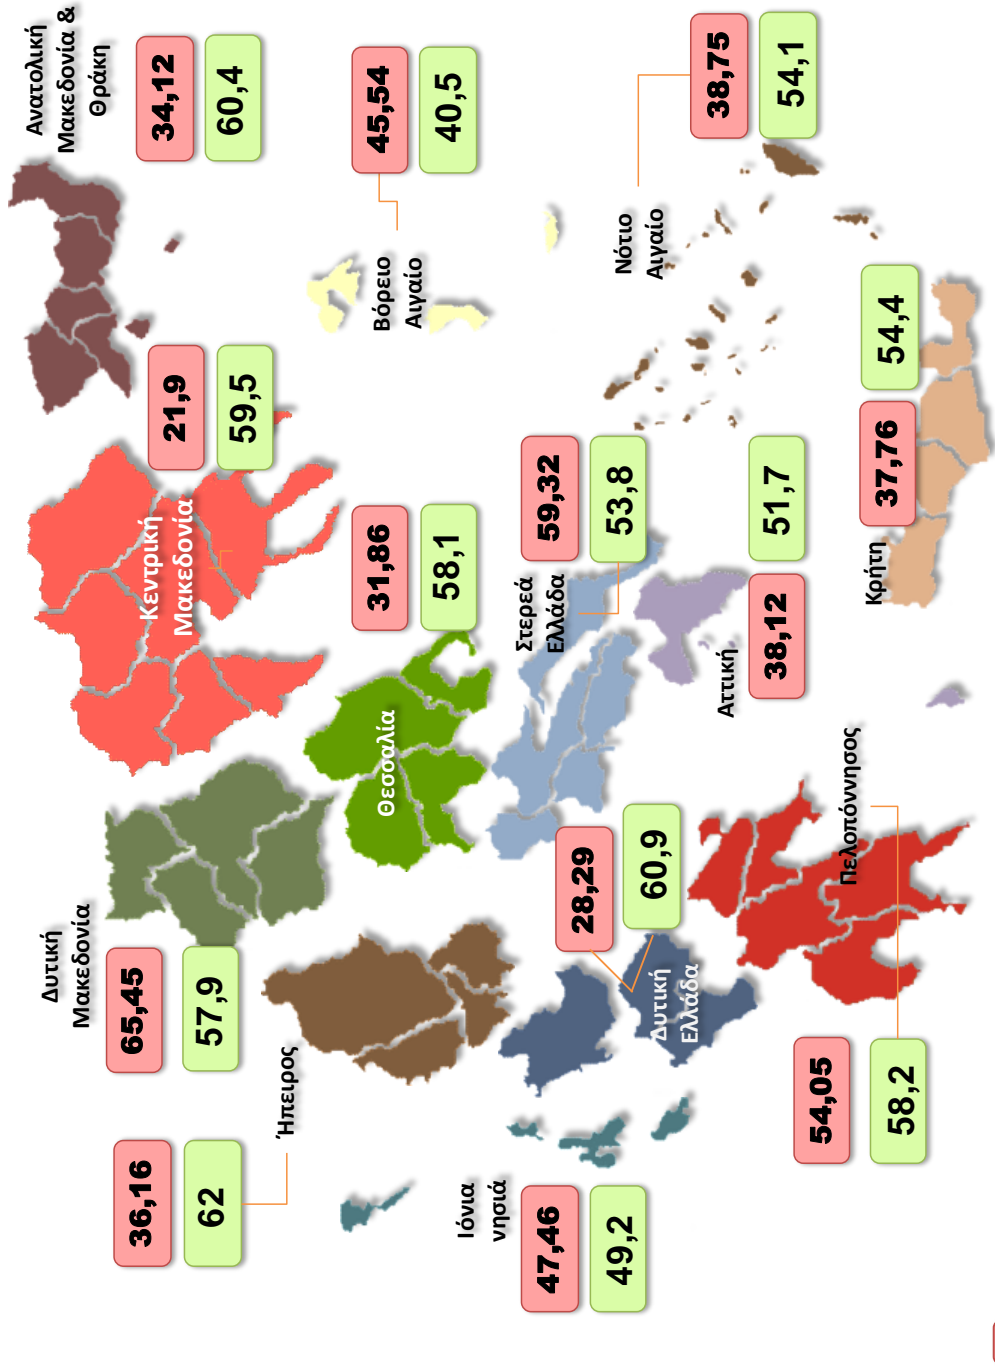 Ανατολική
Μακεδονία &
Θράκη
34,12
60,4
21,9
59,5
Κεντρική
Μακεδονία
Δυτική
Μακεδονία
65,45
57,9
36,16
62
Ήπειρος
31,86
58,1
Θεσσαλία
45,54
40,5
Βόρειο
Αιγαίο
Ιόνια
νησιά
47,46
49,2
28,29
60,9
Δυτική
Ελλάδα
59,32
53,8
Στερεά
Ελλάδα
Αττική
38,12
51,7
38,75
54,1
Νότιο
Αιγαίο
Πελοπόννησος
54,05
58,2
Κρήτη
37,76
54,4